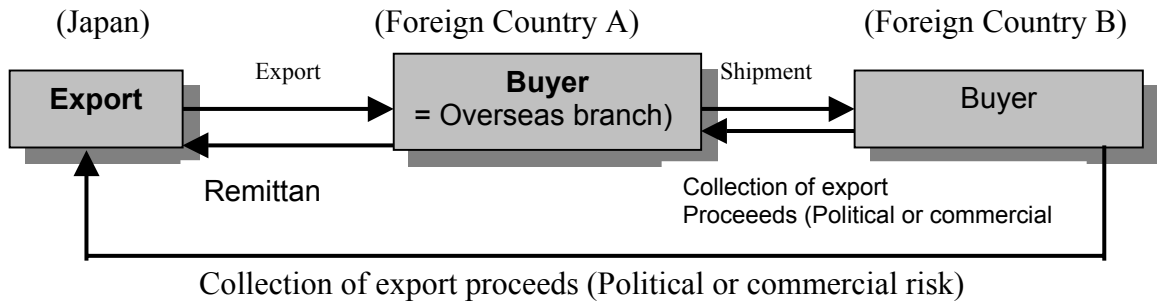 (Japan)
(Foreign Country A)
(Foreign Country B)
Export
Export
Buyer
= Overseas branch)
Shipment
Buyer
Remittan
Collection of export
Proceeeds (Political or commercial
Collection of export proceeds (Political or commercial risk)